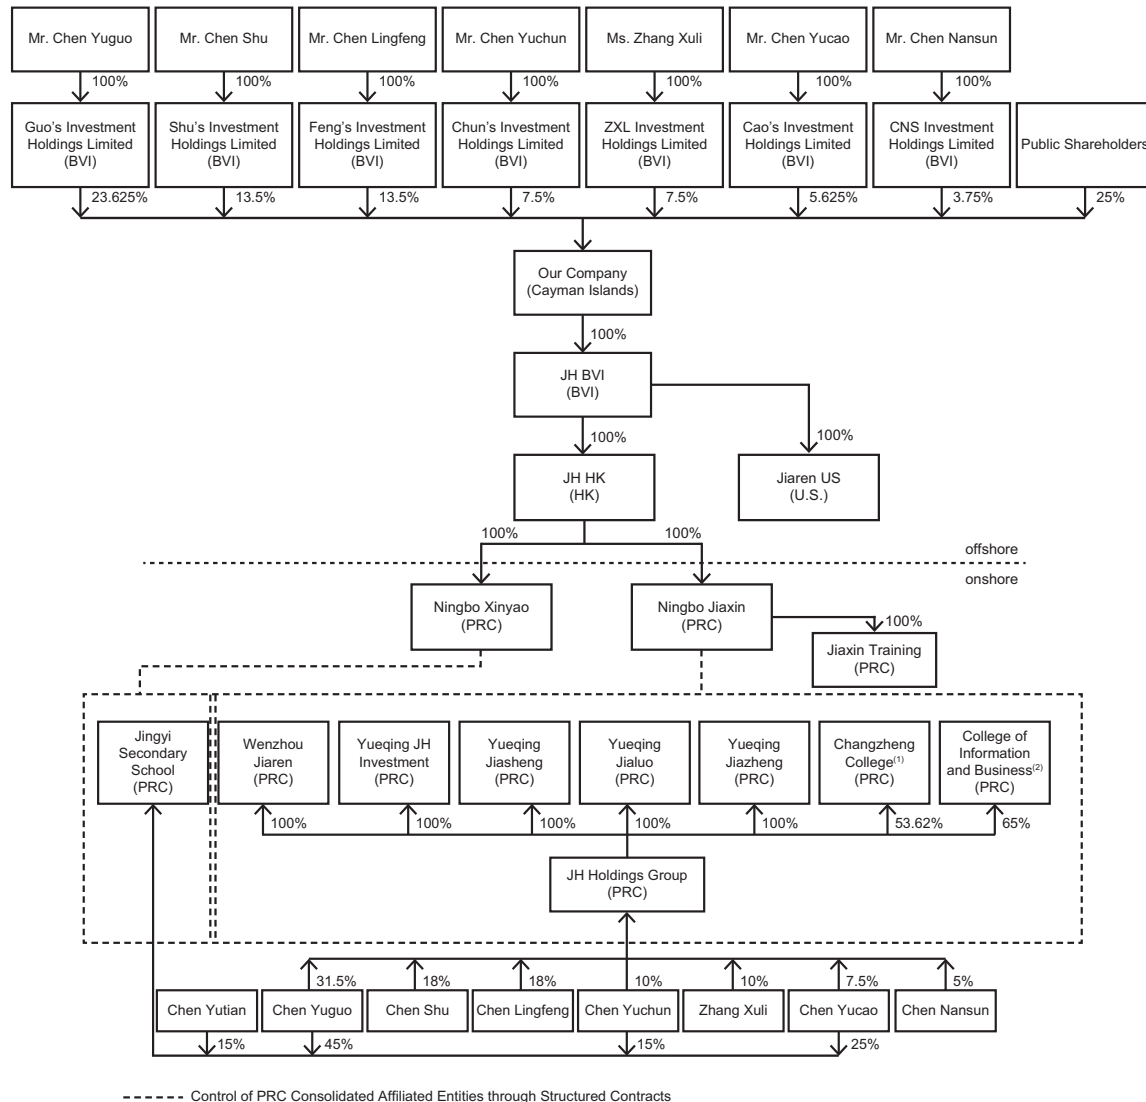 Mr. Chen Yuguo
Mr. Chen Shu
Mr. Chen Lingfeng
Mr. Chen Yuchun
Ms. Zhang Xuli
Mr. Chen Yucao
Mr. Chen Nansun
100%
100%
100%
100%
100%
100%
100%
Guo's Investment
Holdings Limited
(BVI)
Shu's Investment
Holdings Limited
(BVI)
Feng's Investment
Holdings Limited
(BVI)
Chun's Investment
Holdings Limited
(BVI)
ZXL Investment
Holdings Limited
(BVI)
Cao's Investment
Holdings Limited
(BVI)
CNS Investment
Holdings Limited
(BVI)
Public Shareholders
23.625%
13.5%
13.5%
7.5%
7.5%
5.625%
3.75%
25%
Our Company
(Cayman Islands)
100%
JH BVI
(BVI)
100%
100%
JH HK
(HK)
Jiaren US
(U.S.)
100%
100%
offshore
onshore
Ningbo Xinyao
(PRC)
Ningbo Jiaxin
(PRC)
100%
Jiaxin Training
(PRC)
Jingyi
Secondary
School
(PRC)
Wenzhou
Jiaren
(PRC)
Yueqing JH
Investment
(PRC)
Yueqing
Jiasheng
(PRC)
Yueqing
Jialuo
(PRC)
Yueqing
Jiazheng
(PRC)
Changzheng
College(1)
(PRC)
College of
Information
and Business(2)
(PRC)
100%
100%
100%
100%
100%
53.62%
65%
JH Holdings Group
(PRC)
31.5%
18%
18%
10%
10%
7.5%
5%
Chen Yutian
Chen Yuguo
Chen Shu
Chen Lingfeng
Chen Yuchun
Zhang Xuli
Chen Yucao
Chen Nansun
15%
45%
15%
25%
Control of PRC Consolidated Affiliated Entities through Structured Contracts